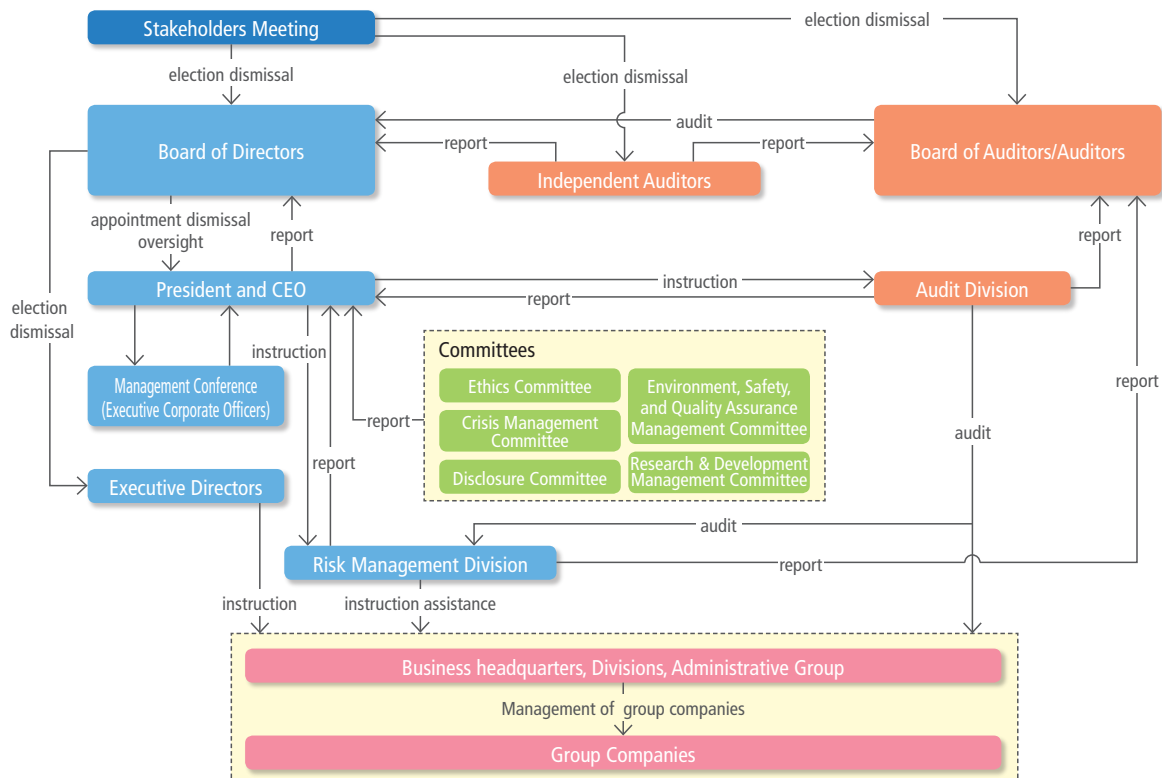 Stakeholders Meeting
election dismissal
election dismissal
election dismissal
Board of Directors
audit
report
report
Independent Auditors
Board of Auditors/Auditors
appointment dismissal
oversight
report
report
President and CEO
instruction
report
Audit Division
election
dismissal
instruction
Management Conference
(Executive Corporate Officers)
Committees
Ethics Committee
Crisis Management
Committee
Disclosure Committee
Environment, Safety,
and Quality Assurance
Management Committee
Research & Development
Management Committee
report
report
report
audit
Executive Directors
audit
Risk Management Division
report
instruction
instruction assistance
Business headquarters, Divisions, Administrative Group
Management of group companies
Group Companies